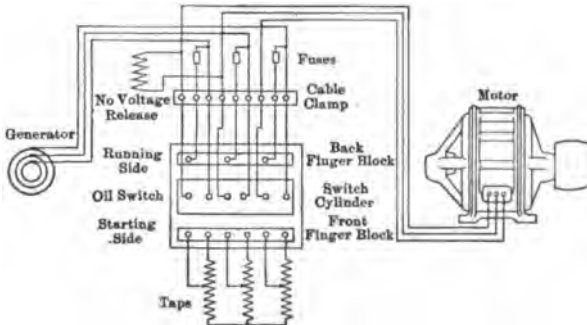 Fuses
No Voltage
Release
Cable
Clamp
Motor
Generator
Running
Side
Back
Finger Block
Oil Switch
Switch
Cylinder
Starting
.Side
Front
Finger Block
Taps